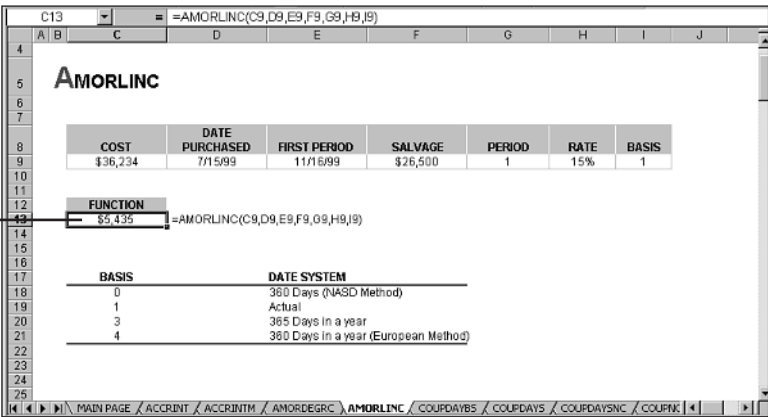 C13 = =AMORLINC(C9,D9,E9,F9,G9,H9,I9)
A B C D E F G H I J
4
5 AMORLINC
6
7
8 COST DATE PURCHASED FIRST PERIOD SALVAGE PERIOD RATE BASIS
9 $36,234 7/15/99 11/16/99 $26,500 1 15% 1
10
11
12 FUNCTION
13 $5,435 =AMORLINC(C9,D9,E9,F9,G9,H9,I9)
14
15
16
17 BASIS DATE SYSTEM
18 0 360 Days (NASD Method)
19 1 Actual
20 3 365 Days in a year
21 4 360 Days in a year (European Method)
22
23
24
25
MAIN PAGE / ACCRINT / ACCRINTM / AMORDEGRC \ AMORLINC / COUPDAYBS / COUPDAYS / COUPDAYSNC / COUPNC